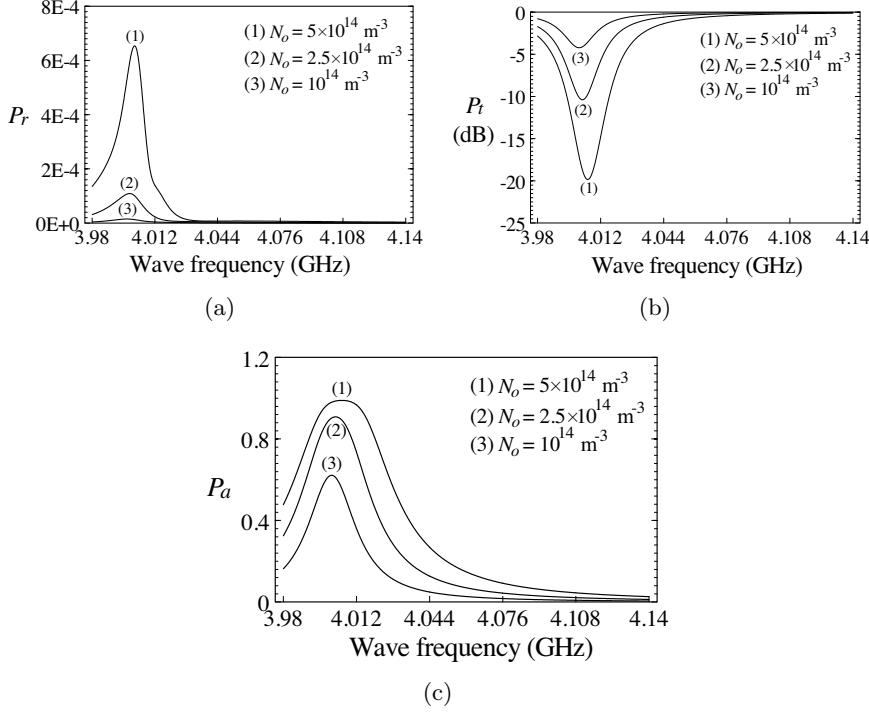 8E-4
6E-4
4E-4
2E-4
0E+0
P_r
(1) N_o = 5×10^14 m^-3
(2) N_o = 2.5×10^14 m^-3
(3) N_o = 10^14 m^-3
(1)
(2)
(3)
3.98 4.012 4.044 4.076 4.108 4.14
Wave frequency (GHz)
(a)
0
-5
-10
-15
-20
-25
P_t
(dB)
(1) N_o = 5×10^14 m^-3
(2) N_o = 2.5×10^14 m^-3
(3) N_o = 10^14 m^-3
(3)
(2)
(1)
3.98 4.012 4.044 4.076 4.108 4.14
Wave frequency (GHz)
(b)
1.2
0.8
0.4
0
P_a
(1) N_o = 5×10^14 m^-3
(2) N_o = 2.5×10^14 m^-3
(3) N_o = 10^14 m^-3
(1)
(2)
(3)
3.98 4.012 4.044 4.076 4.108 4.14
Wave frequency (GHz)
(c)